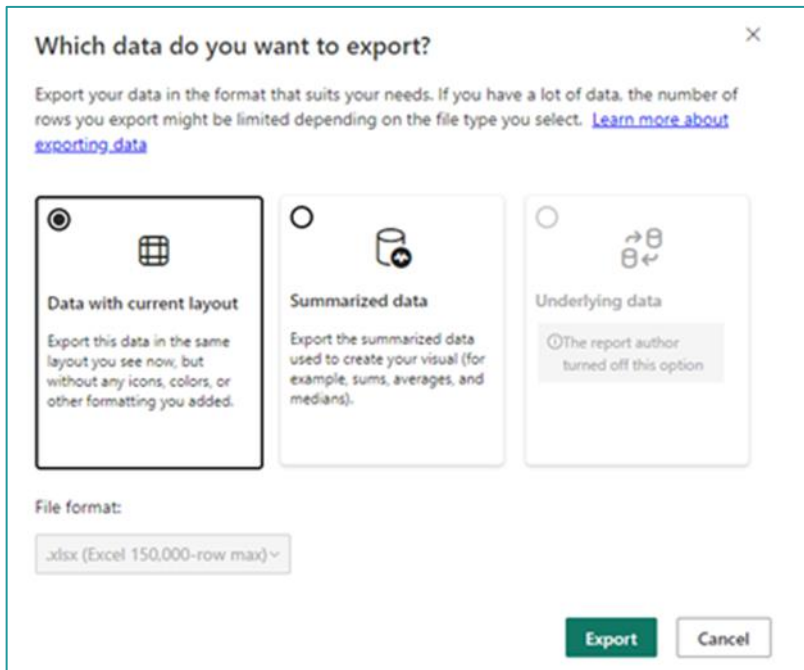 Which data do you want to export?
Export your data in the format that suits your needs. If you have a lot of data, the number of
rows you export might be limited depending on the file type you select. Learn more about
exporting data
Data with current layout
Export this data in the same
layout you see now, but
without any icons, colors, or
other formatting you added.
Summarized data
Export the summarized data
used to create your visual (for
example, sums, averages, and
medians).
Underlying data
The report author
turned off this option
File format:
.xlsx (Excel 150,000-row max)
Export
Cancel